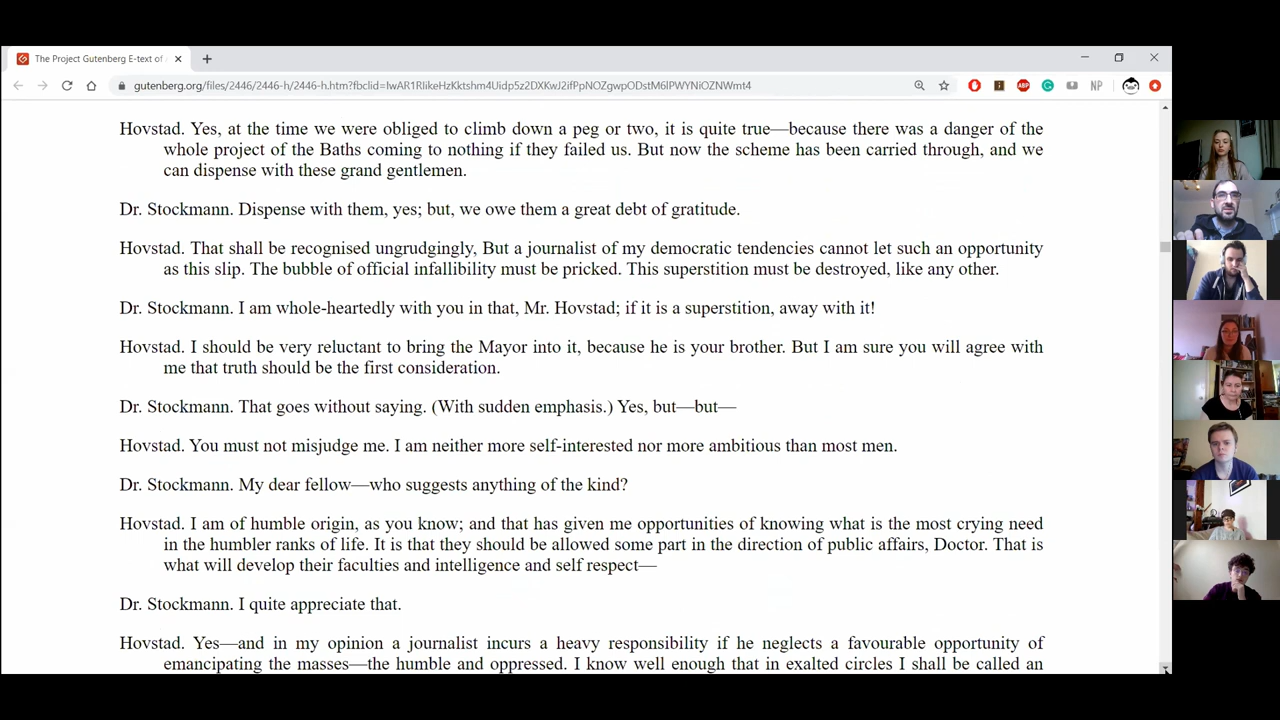 The Project Gutenberg E-text of
gutenberg.org/files/2446/2446-h/2446-h.htm?fbclid=IwAR1RlikeHzKktshm4Uidp5z2DXKwJ2ifPpNOZgwpODstM6lPWYNiOZNWmt4
ABP
NP
Hovstad. Yes, at the time we were obliged to climb down a peg or two, it is quite true—because there was a danger of the
whole project of the Baths coming to nothing if they failed us. But now the scheme has been carried through, and we
can dispense with these grand gentlemen.
Dr. Stockmann. Dispense with them, yes; but, we owe them a great debt of gratitude.
Hovstad. That shall be recognised ungrudgingly, But a journalist of my democratic tendencies cannot let such an opportunity
as this slip. The bubble of official infallibility must be pricked. This superstition must be destroyed, like any other.
Dr. Stockmann. I am whole-heartedly with you in that, Mr. Hovstad; if it is a superstition, away with it!
Hovstad. I should be very reluctant to bring the Mayor into it, because he is your brother. But I am sure you will agree with
me that truth should be the first consideration.
Dr. Stockmann. That goes without saying. (With sudden emphasis.) Yes, but—but—
Hovstad. You must not misjudge me. I am neither more self-interested nor more ambitious than most men.
Dr. Stockmann. My dear fellow—who suggests anything of the kind?
Hovstad. I am of humble origin, as you know; and that has given me opportunities of knowing what is the most crying need
in the humbler ranks of life. It is that they should be allowed some part in the direction of public affairs, Doctor. That is
what will develop their faculties and intelligence and self respect—
Dr. Stockmann. I quite appreciate that.
Hovstad. Yes—and in my opinion a journalist incurs a heavy responsibility if he neglects a favourable opportunity of
emancipating the masses—the humble and oppressed. I know well enough that in exalted circles I shall be called an